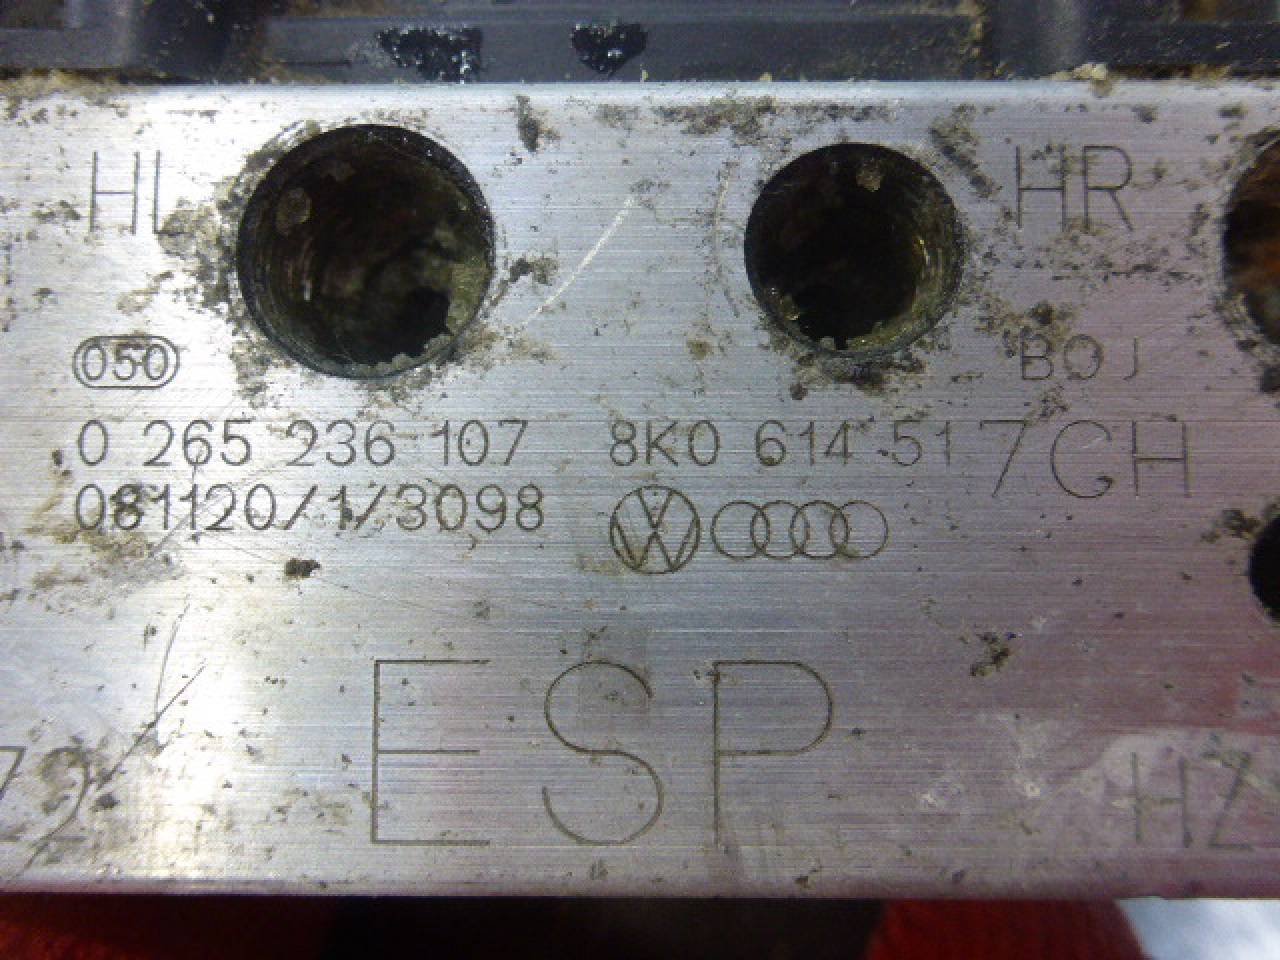 HL HR
050 BOJ
0 265 236 107 8K0 614 517CH
081120/1/3098
ESP
HZ